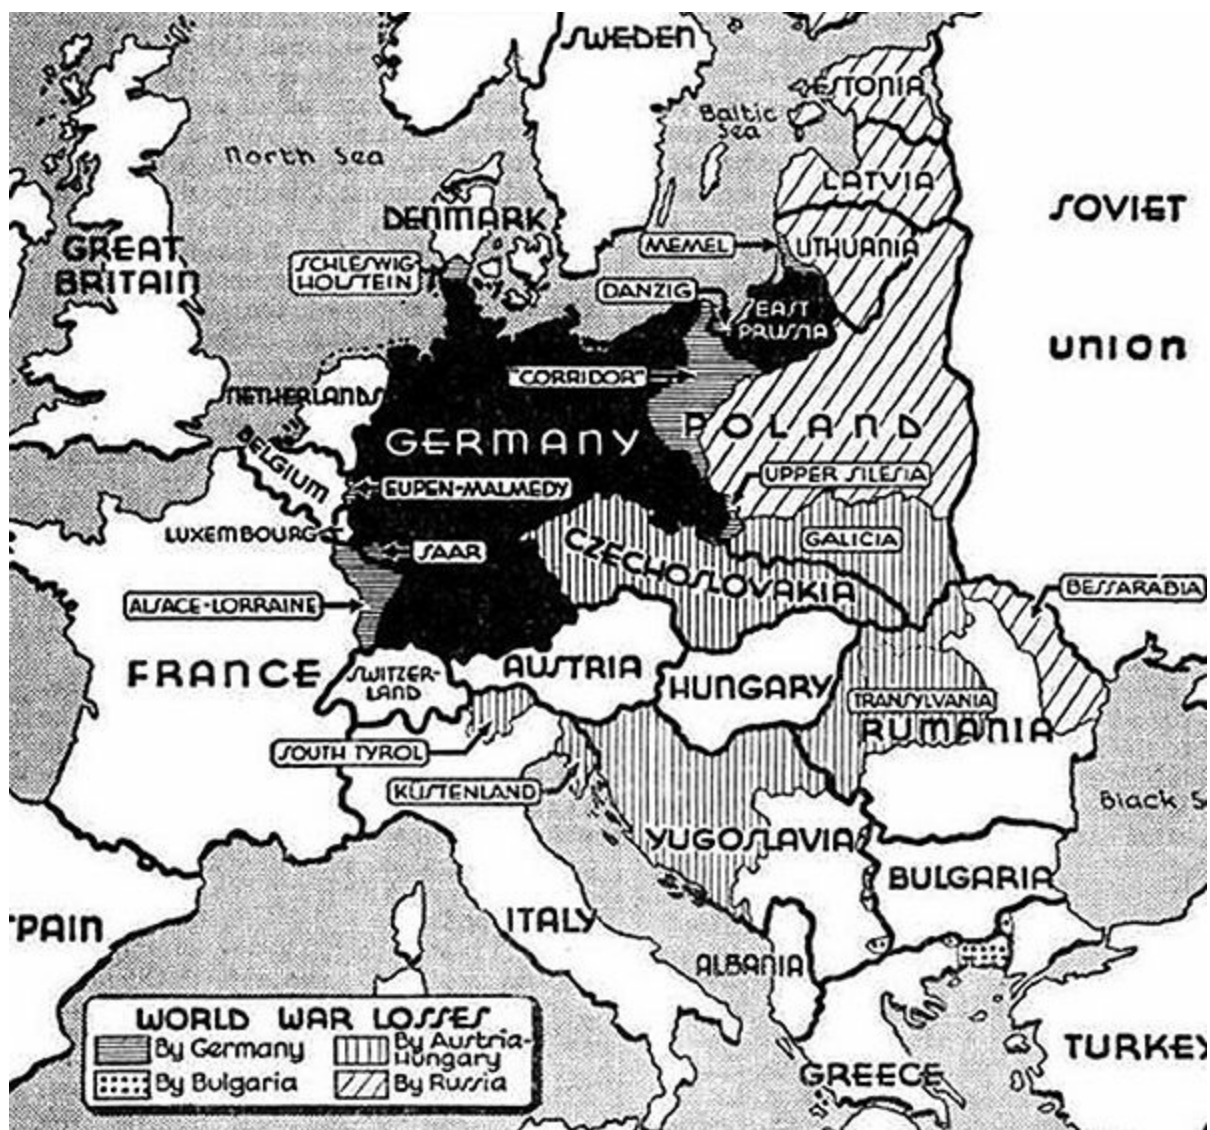 SWEDEN
ESTONIA
Baltic
Sea
North Sea
LATVIA
SOVIET
UNION
DENMARK
GREAT
BRITAIN
MEMEL
LITHUANIA
SCHLESWIG
HOLSTEIN
DANZIG
EAST
PRUSSIA
"CORRIDOR"
NETHERLANDS
GERMANY
POLAND
BELGIUM
EUPEN-MALMEDY
UPPER SILESIA
LUXEMBOURG
SAAR
GALICIA
CZECHOSLOVAKIA
BESSARABIA
ALSACE-LORRAINE
FRANCE
SWITZER-
LAND
AUSTRIA
HUNGARY
TRANSYLVANIA
RUMANIA
SOUTH TYROL
KÜSTENLAND
Black S
YUGOSLAVIA
BULGARIA
PAIN
ITALY
ALBANIA
TURKEY
GREECE
WORLD WAR LOSSES
By Germany
By Austria-
Hungary
By Bulgaria
By Russia